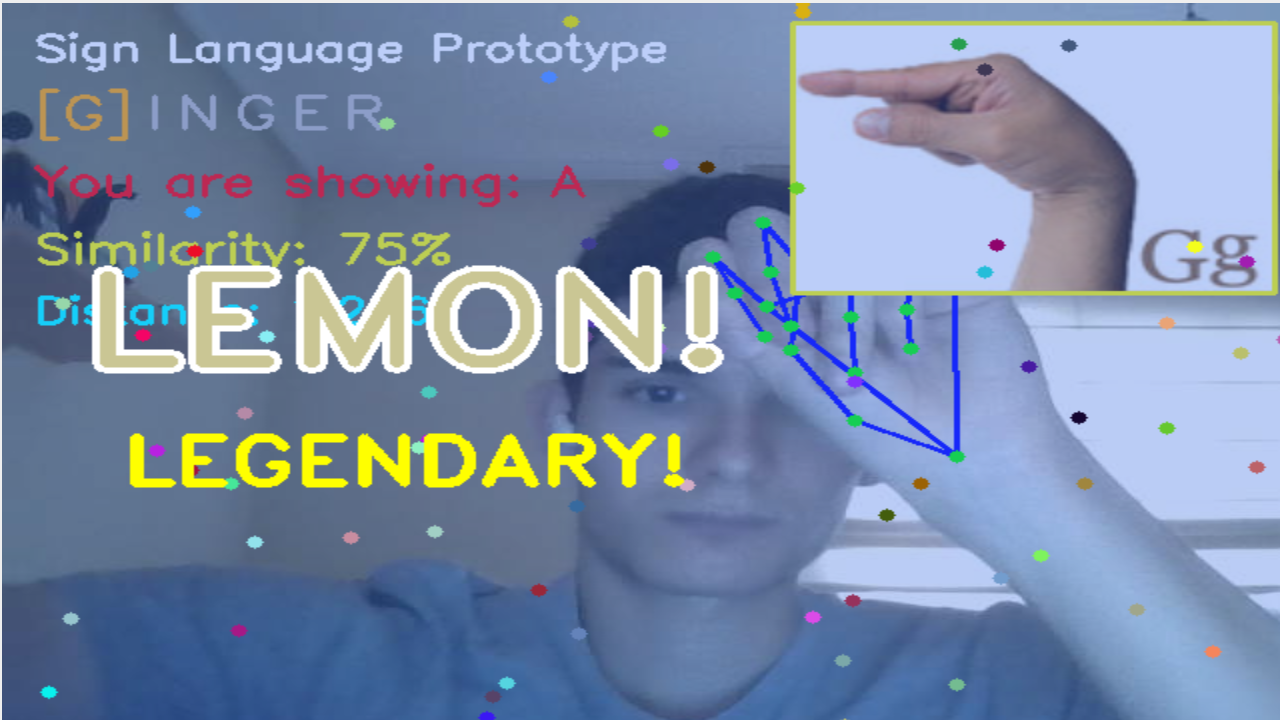 Sign Language Prototype
[G]INGER
You are showing: A
Similarity: 75%
LEMON!
LEGENDARY!
Gg